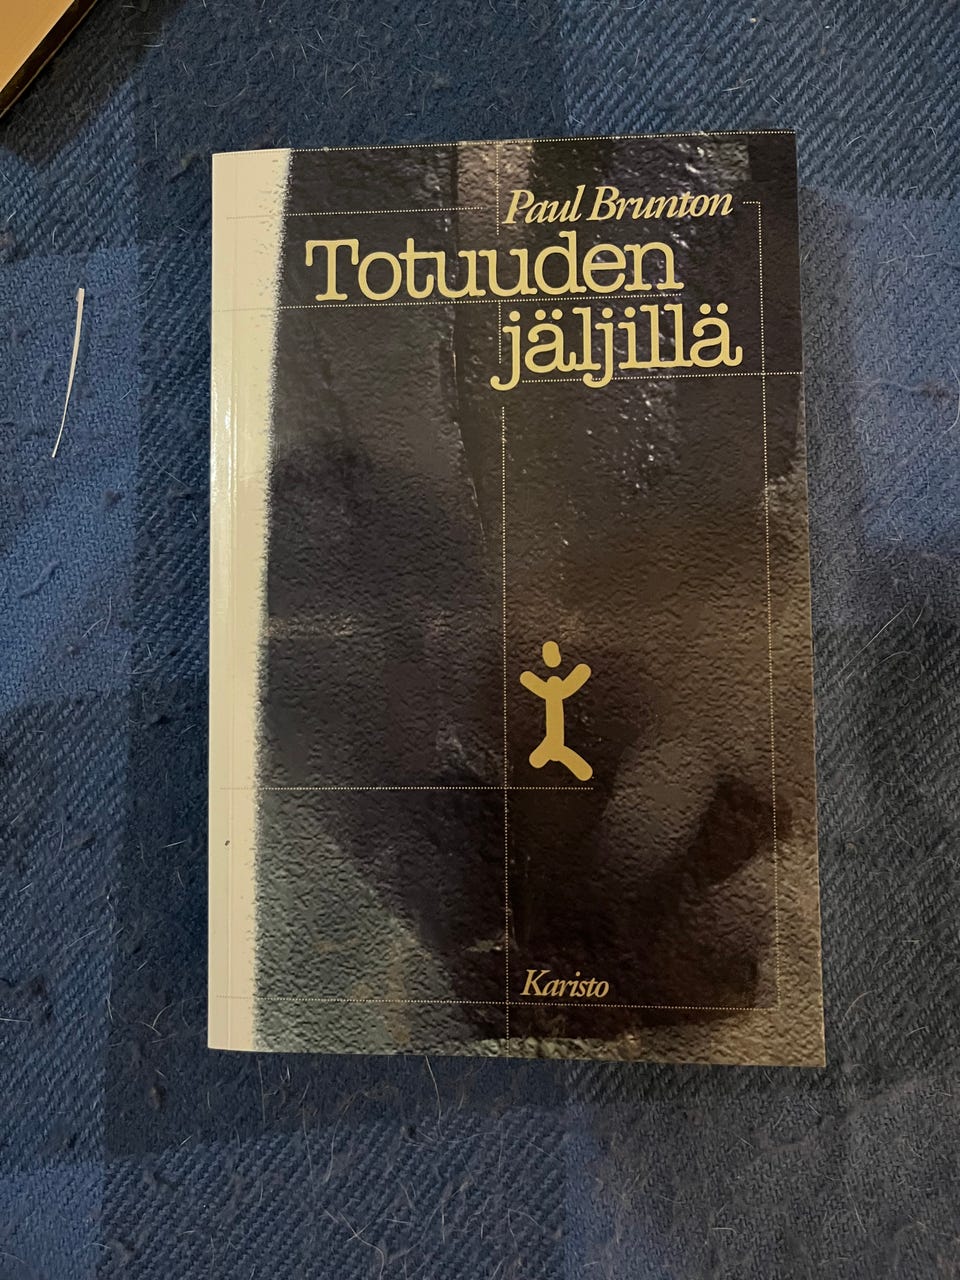 Paul Brunton
Totuuden
jäljillä
Karisto